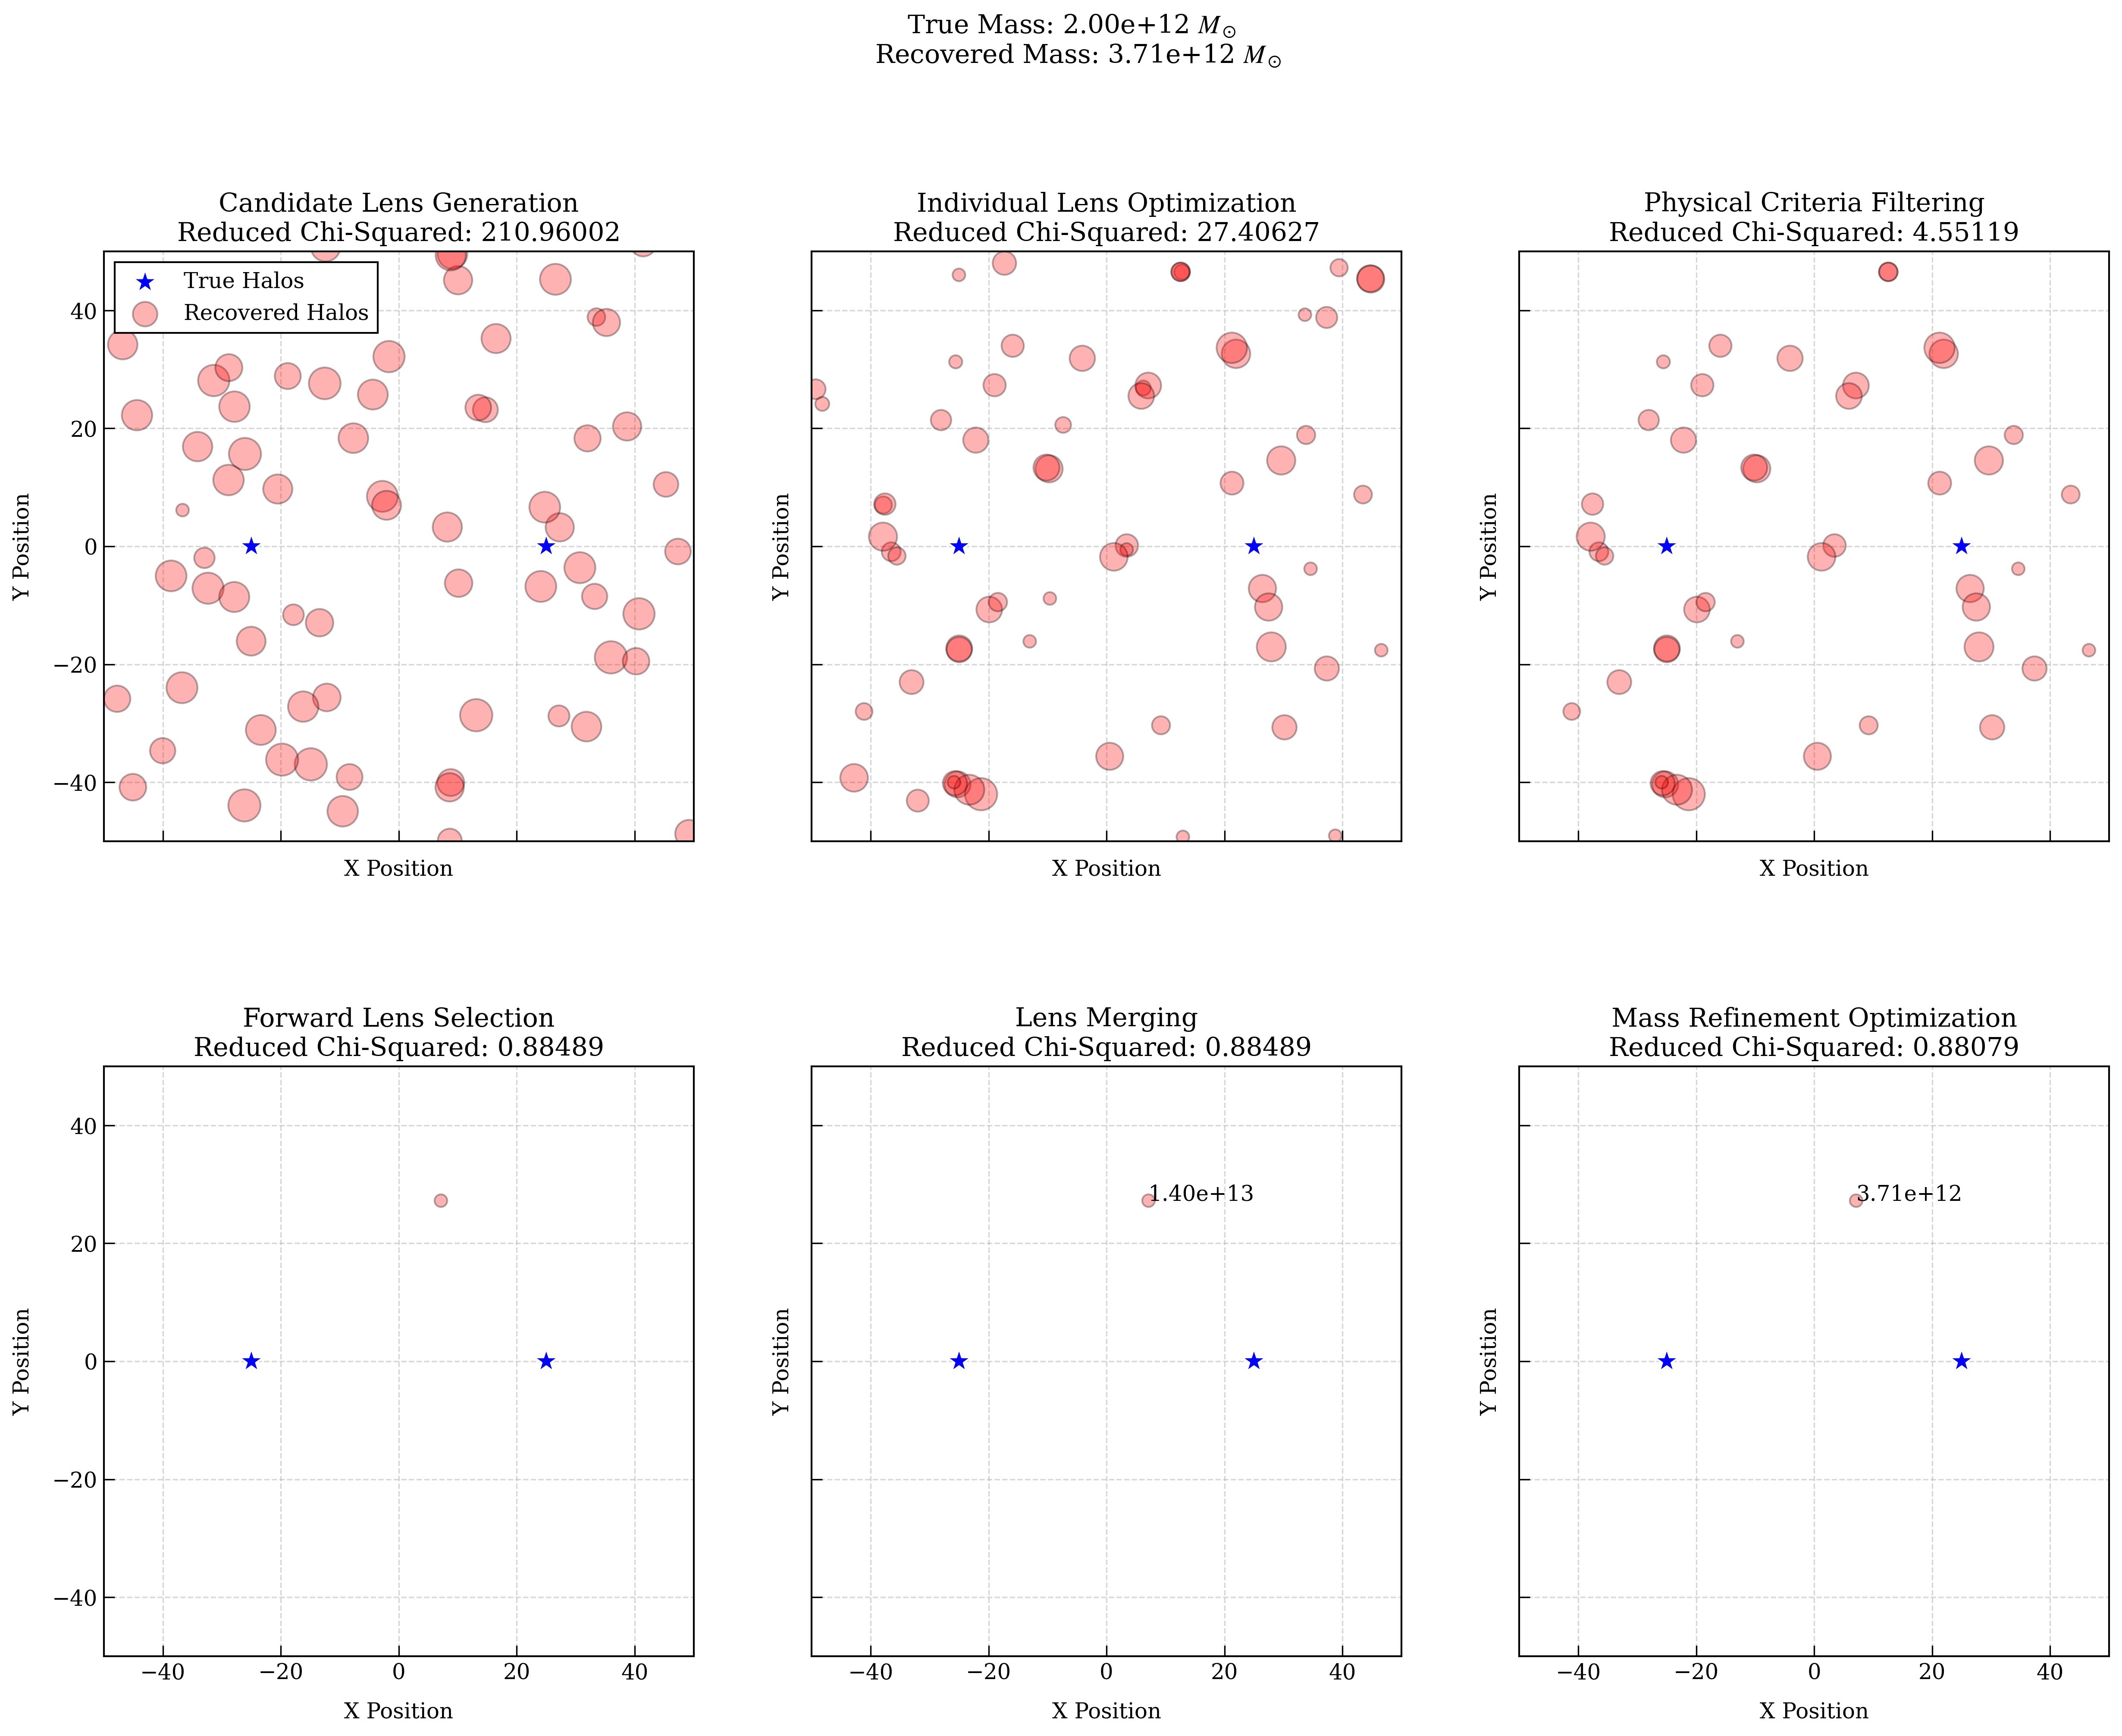 True Mass: 2.00e+12 M⊙
Recovered Mass: 3.71e+12 M⊙
Candidate Lens Generation
Reduced Chi-Squared: 210.96002
True Halos
Recovered Halos
40
20
0
−20
−40
Y Position
X Position
Individual Lens Optimization
Reduced Chi-Squared: 27.40627
Y Position
X Position
Physical Criteria Filtering
Reduced Chi-Squared: 4.55119
Y Position
X Position
Forward Lens Selection
Reduced Chi-Squared: 0.88489
40
20
0
−20
−40
Y Position
−40 −20 0 20 40
X Position
Lens Merging
Reduced Chi-Squared: 0.88489
1.40e+13
Y Position
−40 −20 0 20 40
X Position
Mass Refinement Optimization
Reduced Chi-Squared: 0.88079
3.71e+12
Y Position
−40 −20 0 20 40
X Position